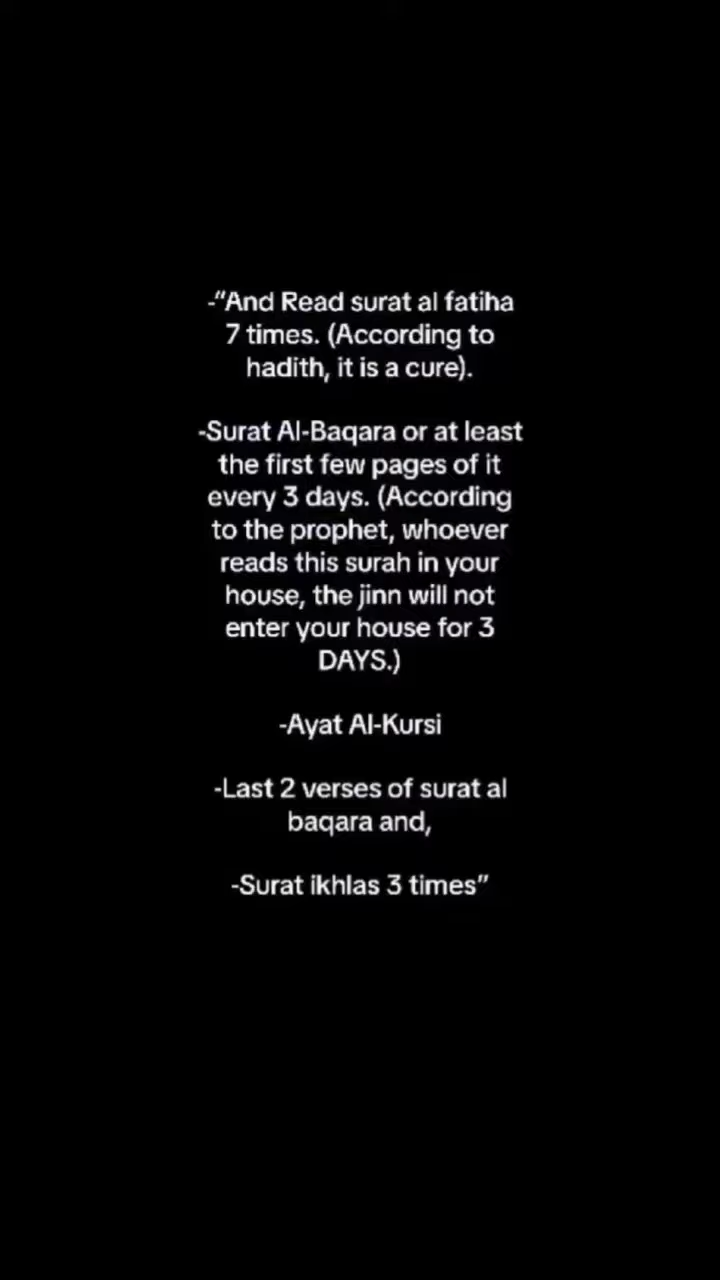 -"And Read surat al fatiha
7 times. (According to
hadith, it is a cure).
-Surat Al-Baqara or at least
the first few pages of it
every 3 days. (According
to the prophet, whoever
reads this surah in your
house, the jinn will not
enter your house for 3
DAYS.)
-Ayat Al-Kursi
-Last 2 verses of surat al
baqara and,
-Surat ikhlas 3 times"